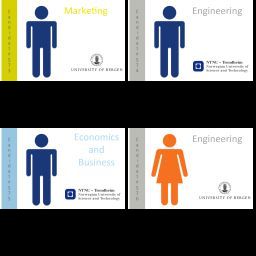 Marketing
UNIVERSITY OF BERGEN
Engineering
NTNU – Trondheim
Norwegian University of
Science and Technology
Economics
and
Business
NTNU – Trondheim
Norwegian University of
Science and Technology
Engineering
UNIVERSITY OF BERGEN